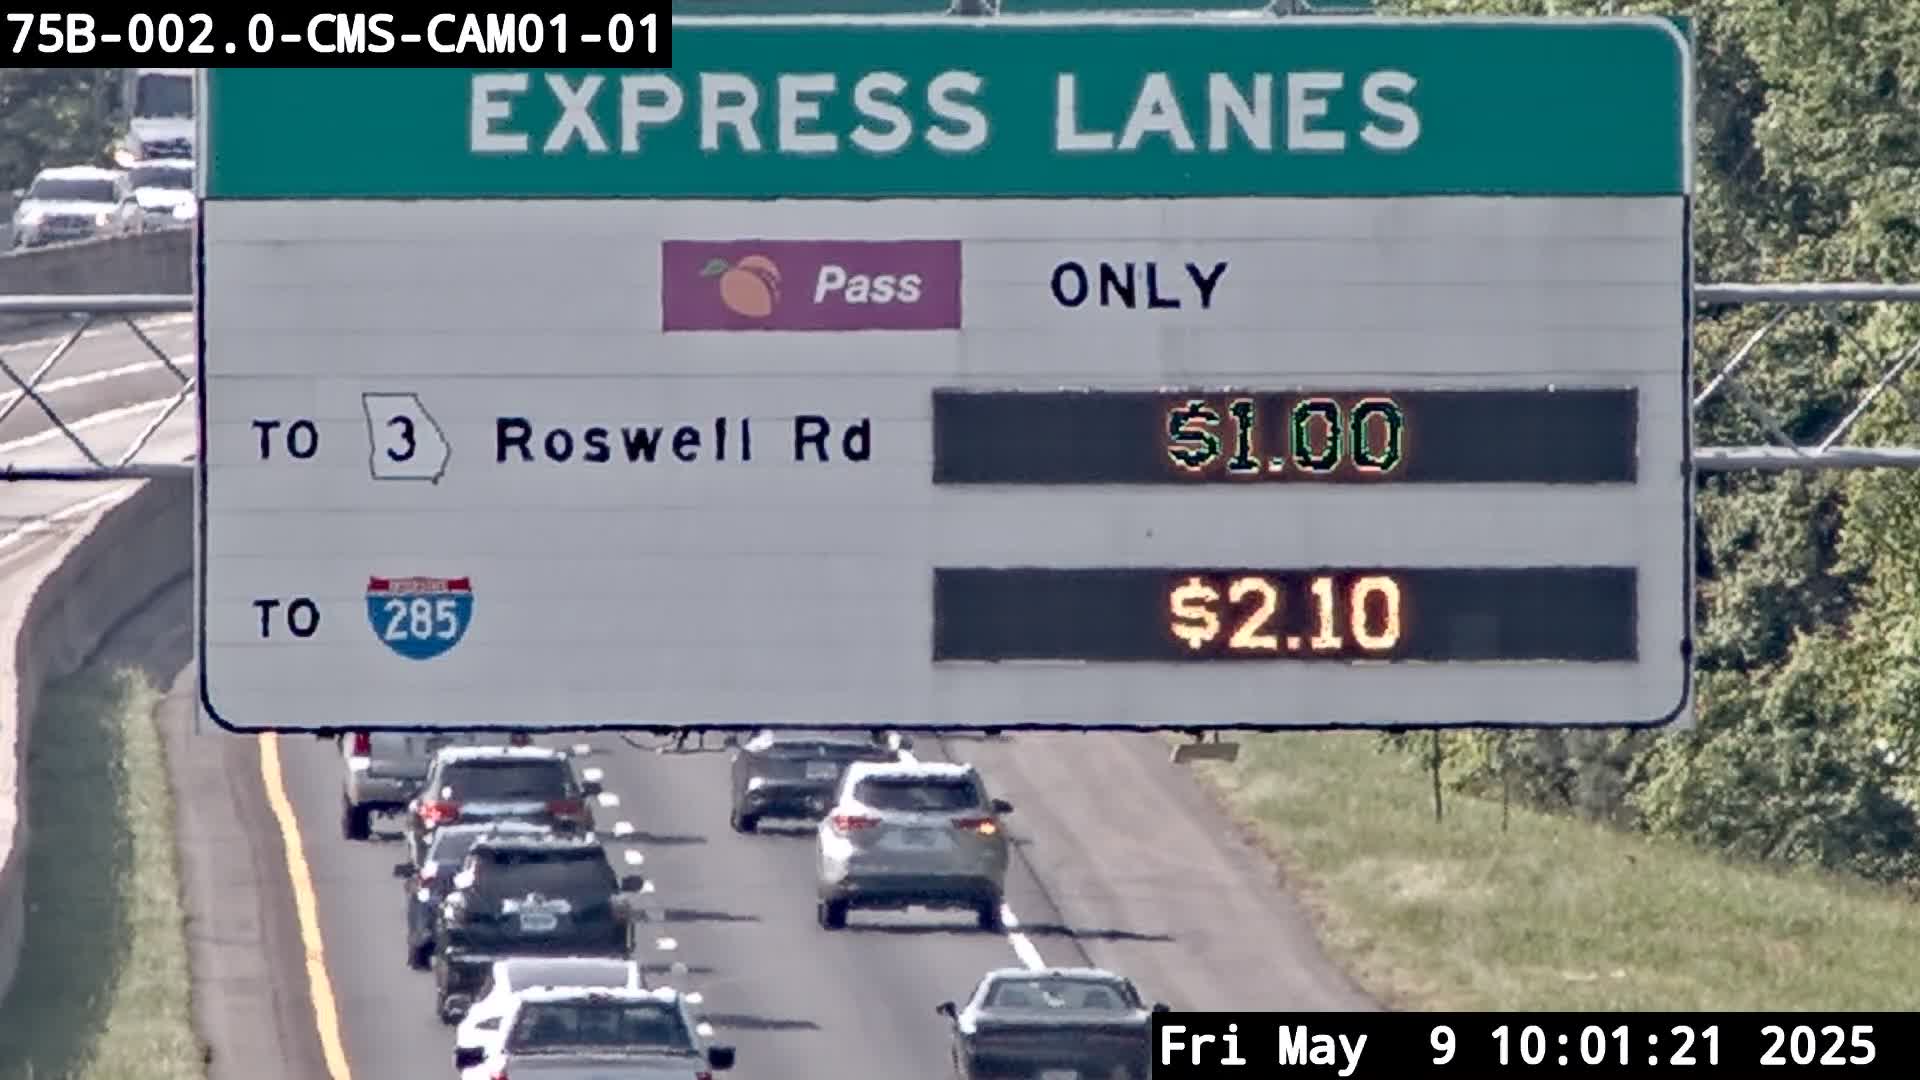 75B-002.0-CMS-CAM01-01
EXPRESS LANES
Pass ONLY
TO 3 Roswell Rd $1.00
TO 285 $2.10
Fri May 9 10:01:21 2025